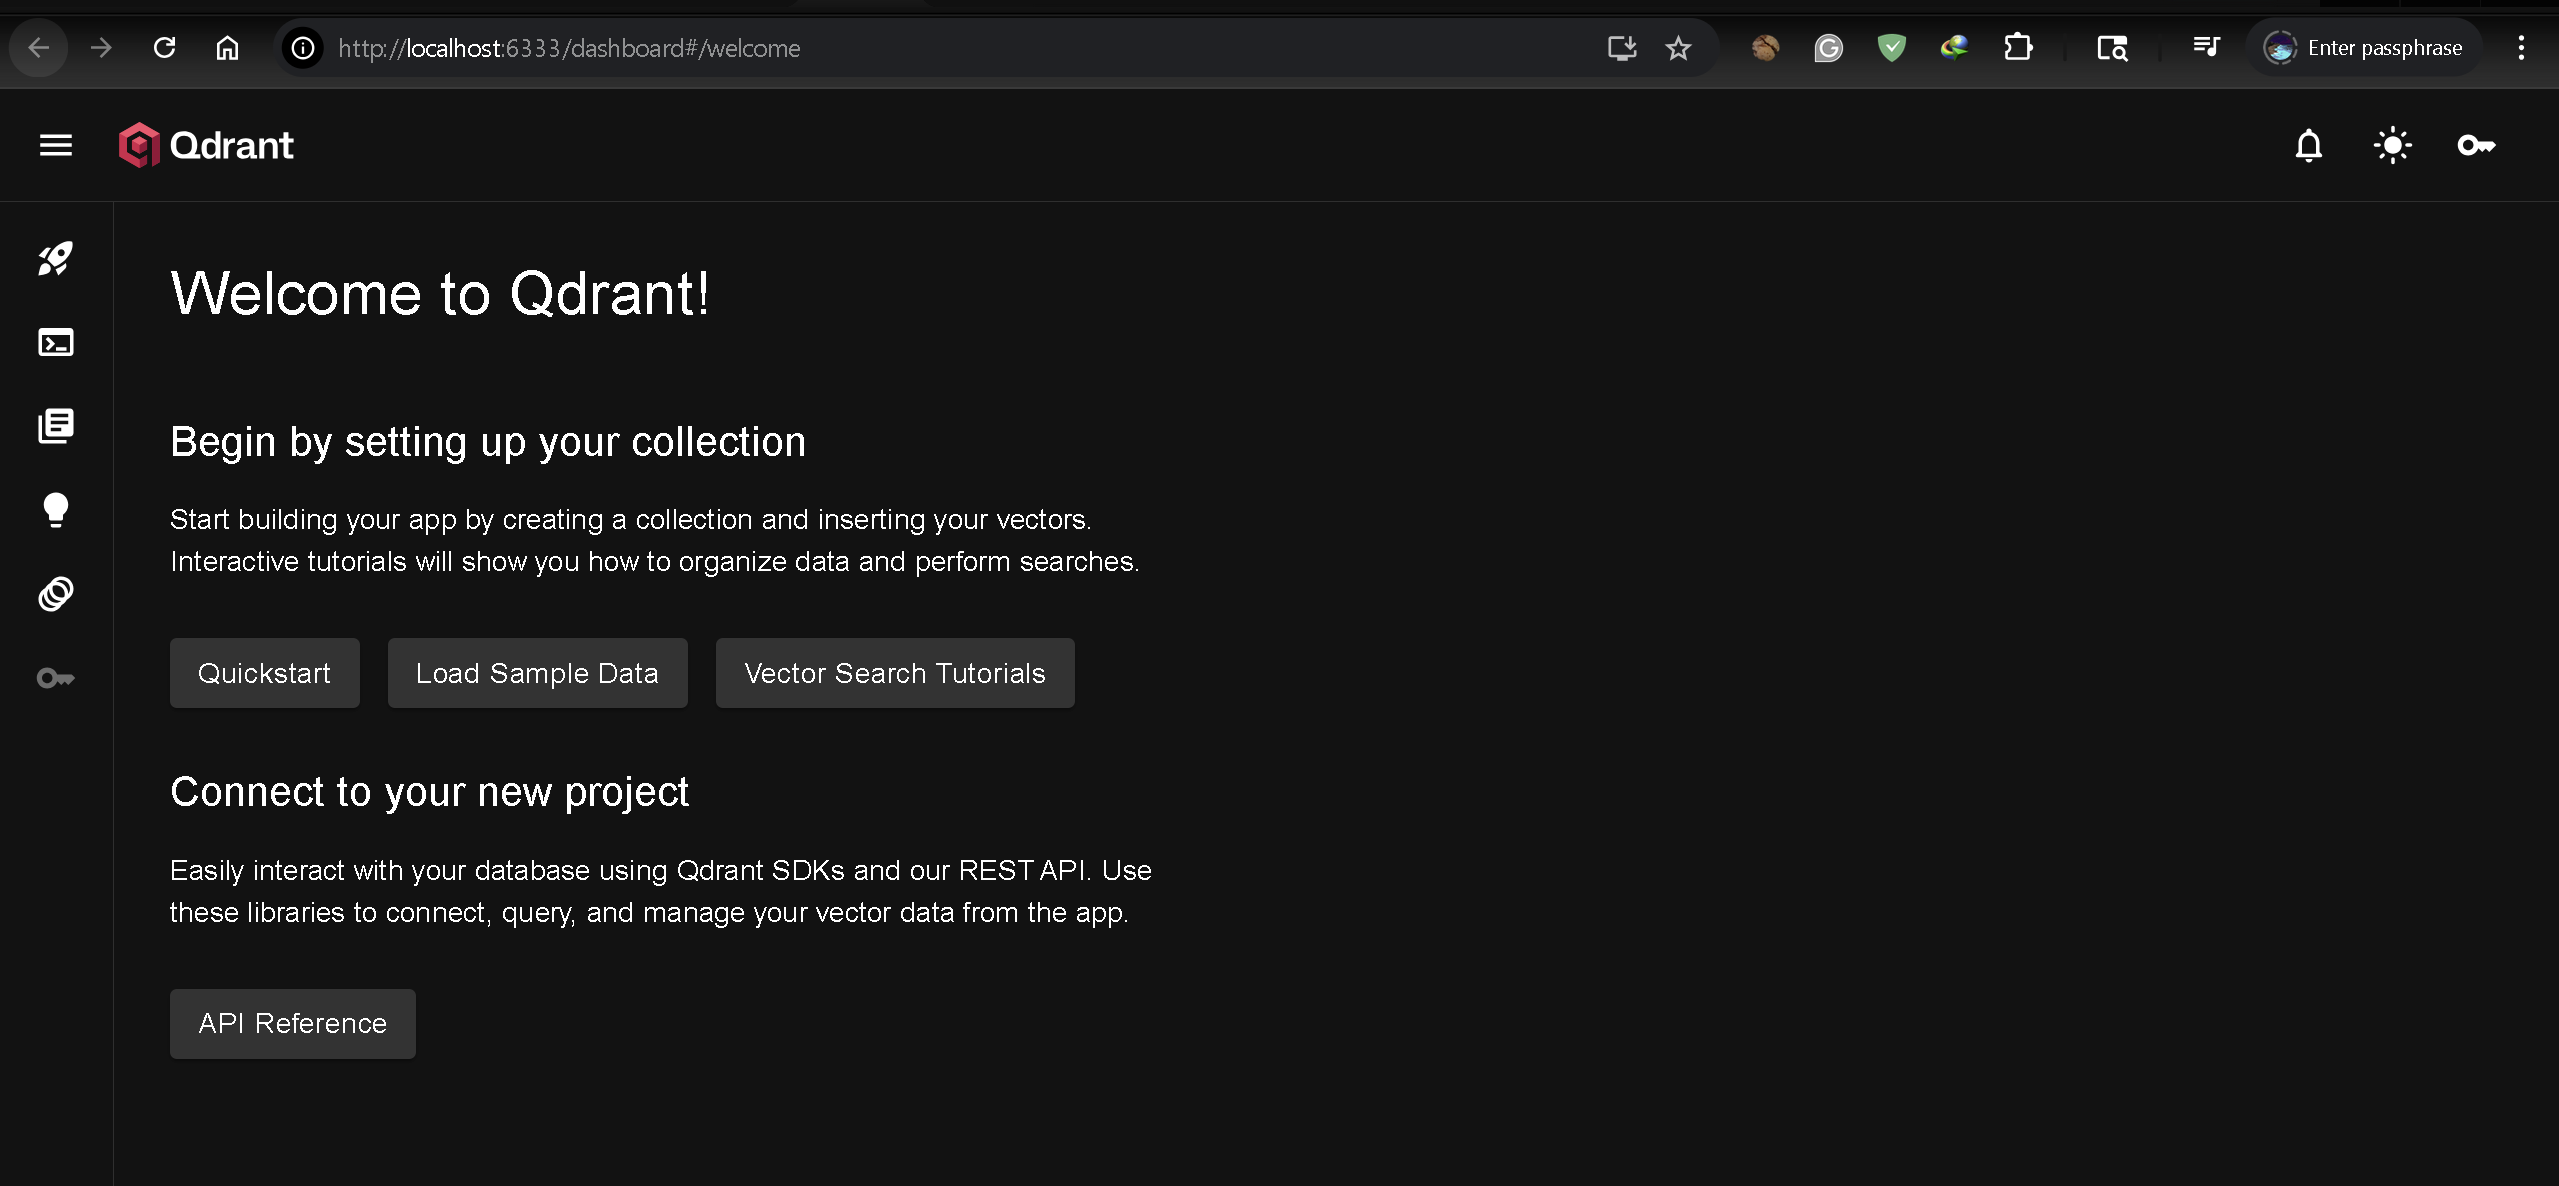 http://localhost:6333/dashboard#/welcome
Enter passphrase
Qdrant
Welcome to Qdrant!
Begin by setting up your collection
Start building your app by creating a collection and inserting your vectors.
Interactive tutorials will show you how to organize data and perform searches.
Quickstart
Load Sample Data
Vector Search Tutorials
Connect to your new project
Easily interact with your database using Qdrant SDKs and our REST API. Use
these libraries to connect, query, and manage your vector data from the app.
API Reference